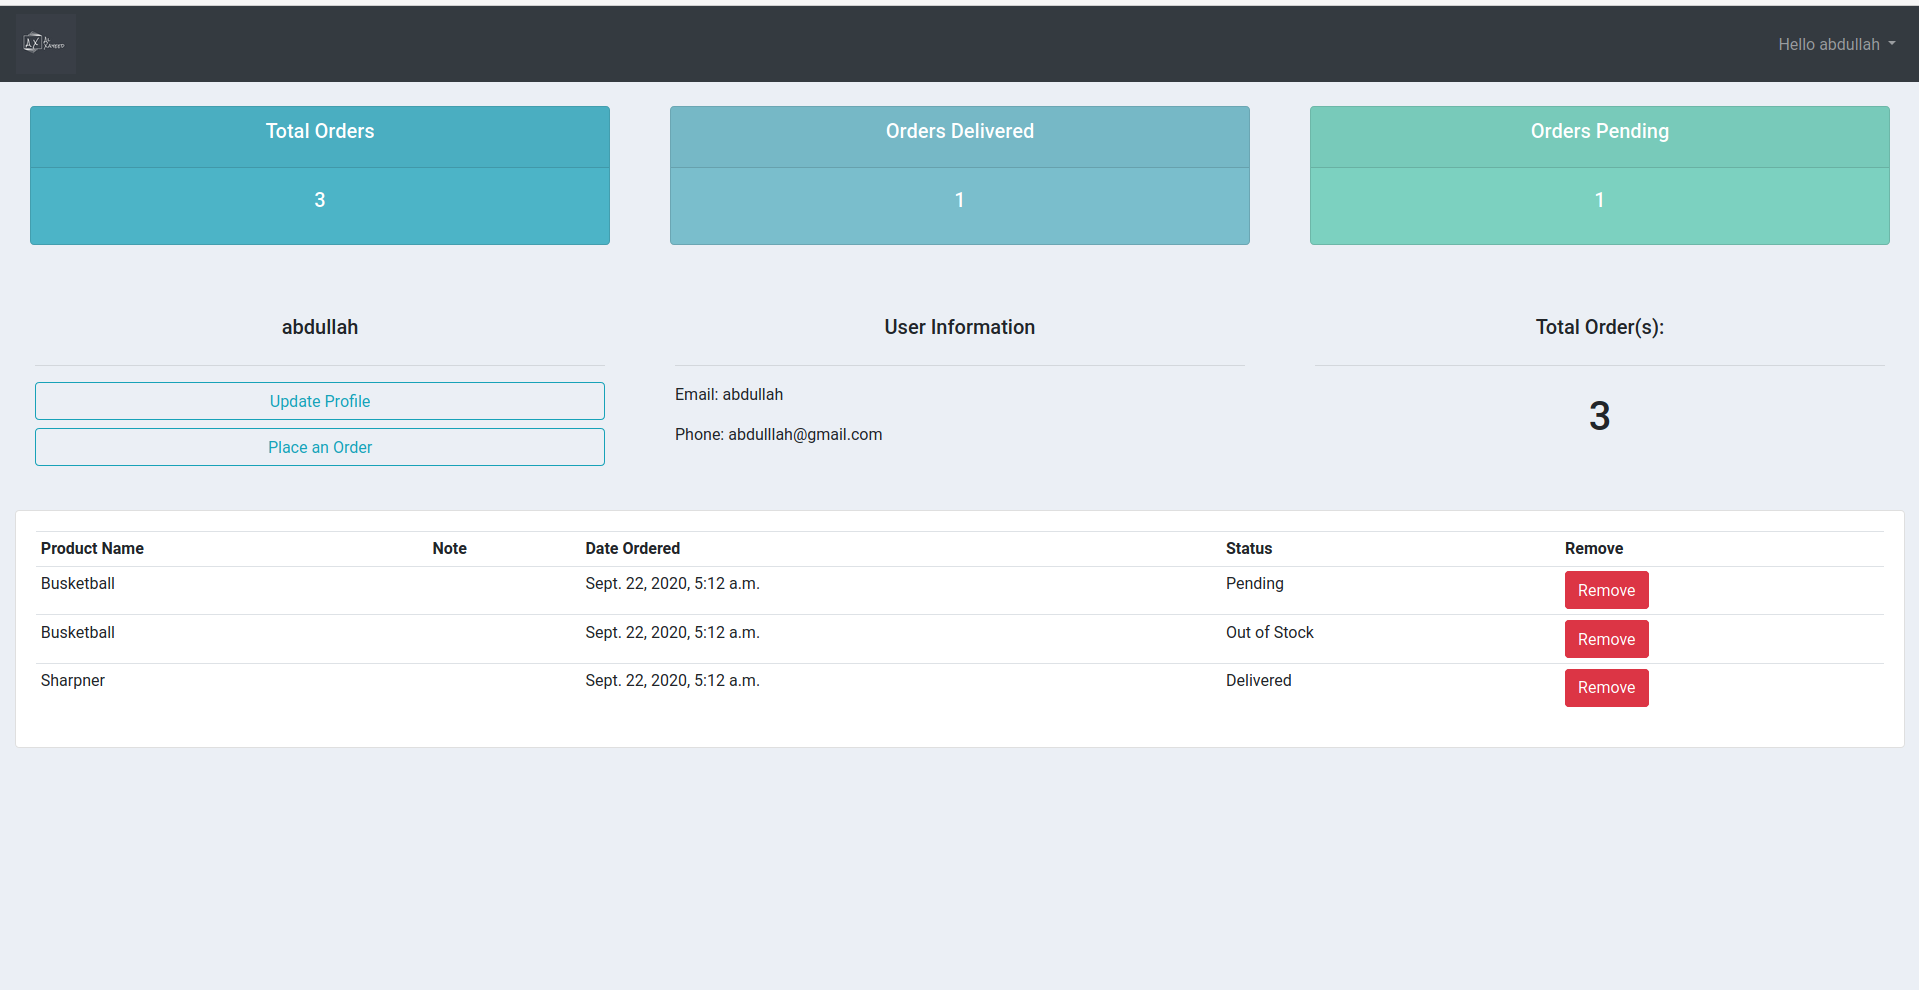 AX
Hello abdullah
Total Orders
3
Orders Delivered
1
Orders Pending
1
abdullah
Update Profile
Place an Order
User Information
Email: abdullah
Phone: abdulllah@gmail.com
Total Order(s):
3
Product Name Note Date Ordered Status Remove
Busketball Sept. 22, 2020, 5:12 a.m. Pending Remove
Busketball Sept. 22, 2020, 5:12 a.m. Out of Stock Remove
Sharpner Sept. 22, 2020, 5:12 a.m. Delivered Remove